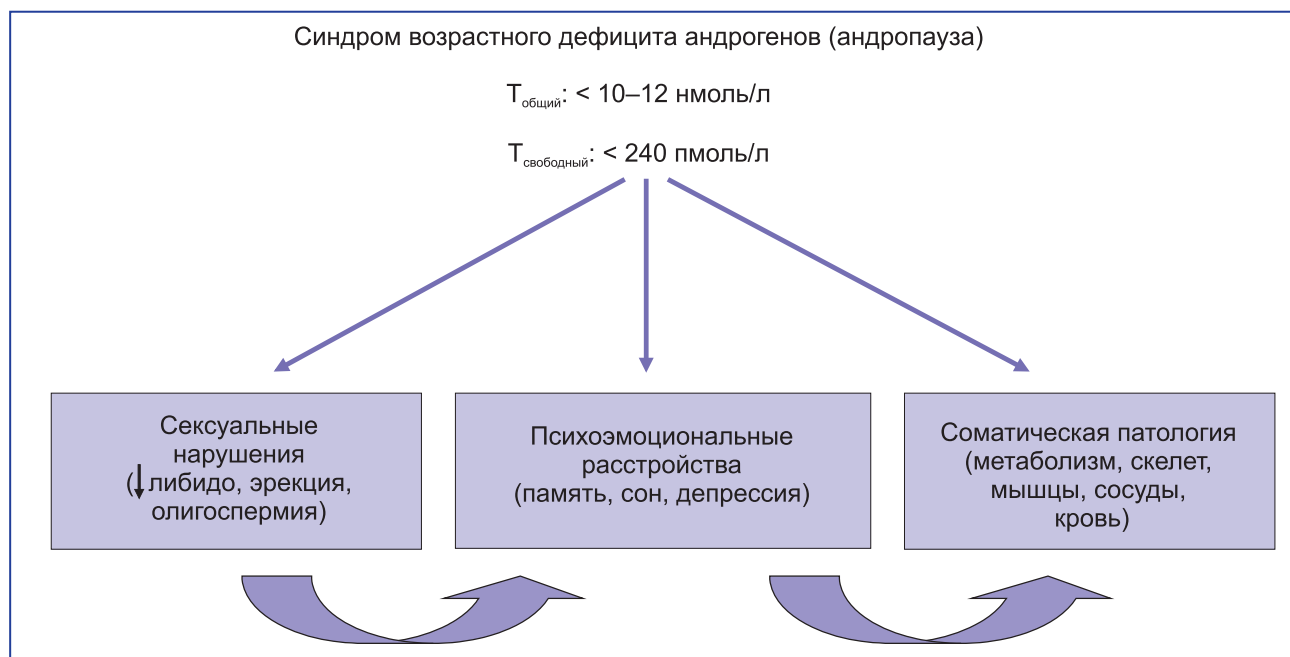 Синдром возрастного дефицита андрогенов (андропауза)
Тобщий: < 10–12 нмоль/л
Тсвободный: < 240 пмоль/л
Сексуальные
нарушения
(↓либидо, эрекция,
олигоспермия)
Психоэмоциональные
расстройства
(память, сон, депрессия)
Соматическая патология
(метаболизм, скелет,
мышцы, сосуды,
кровь)